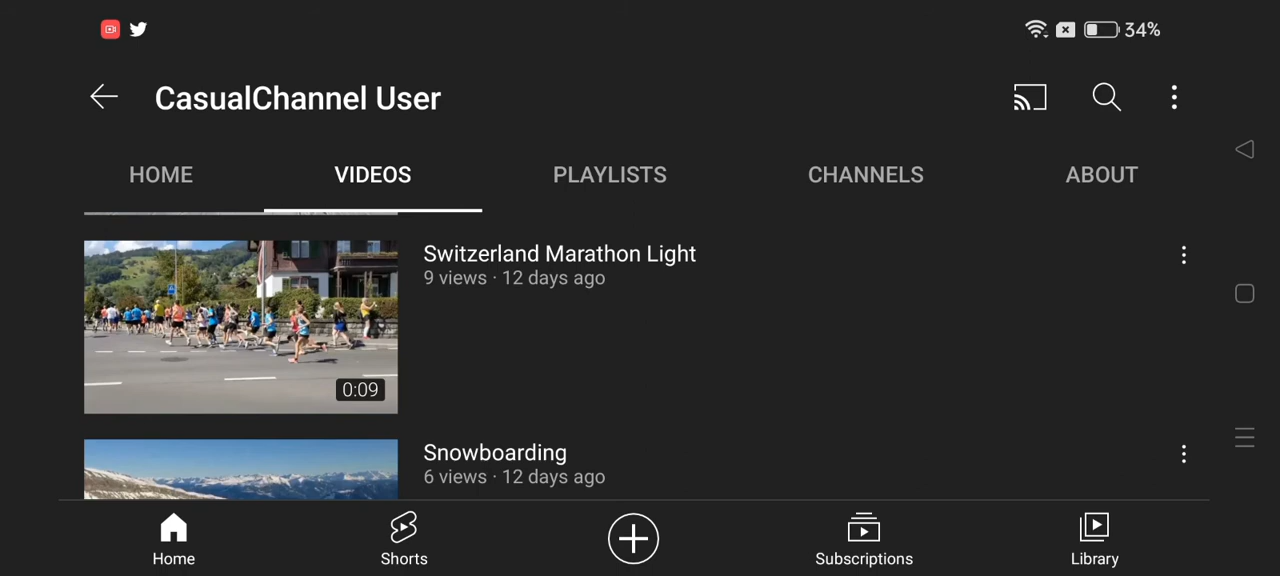 34%
CasualChannel User
HOME
VIDEOS
PLAYLISTS
CHANNELS
ABOUT
Switzerland Marathon Light
9 views · 12 days ago
0:09
Snowboarding
6 views · 12 days ago
Home
Shorts
Subscriptions
Library